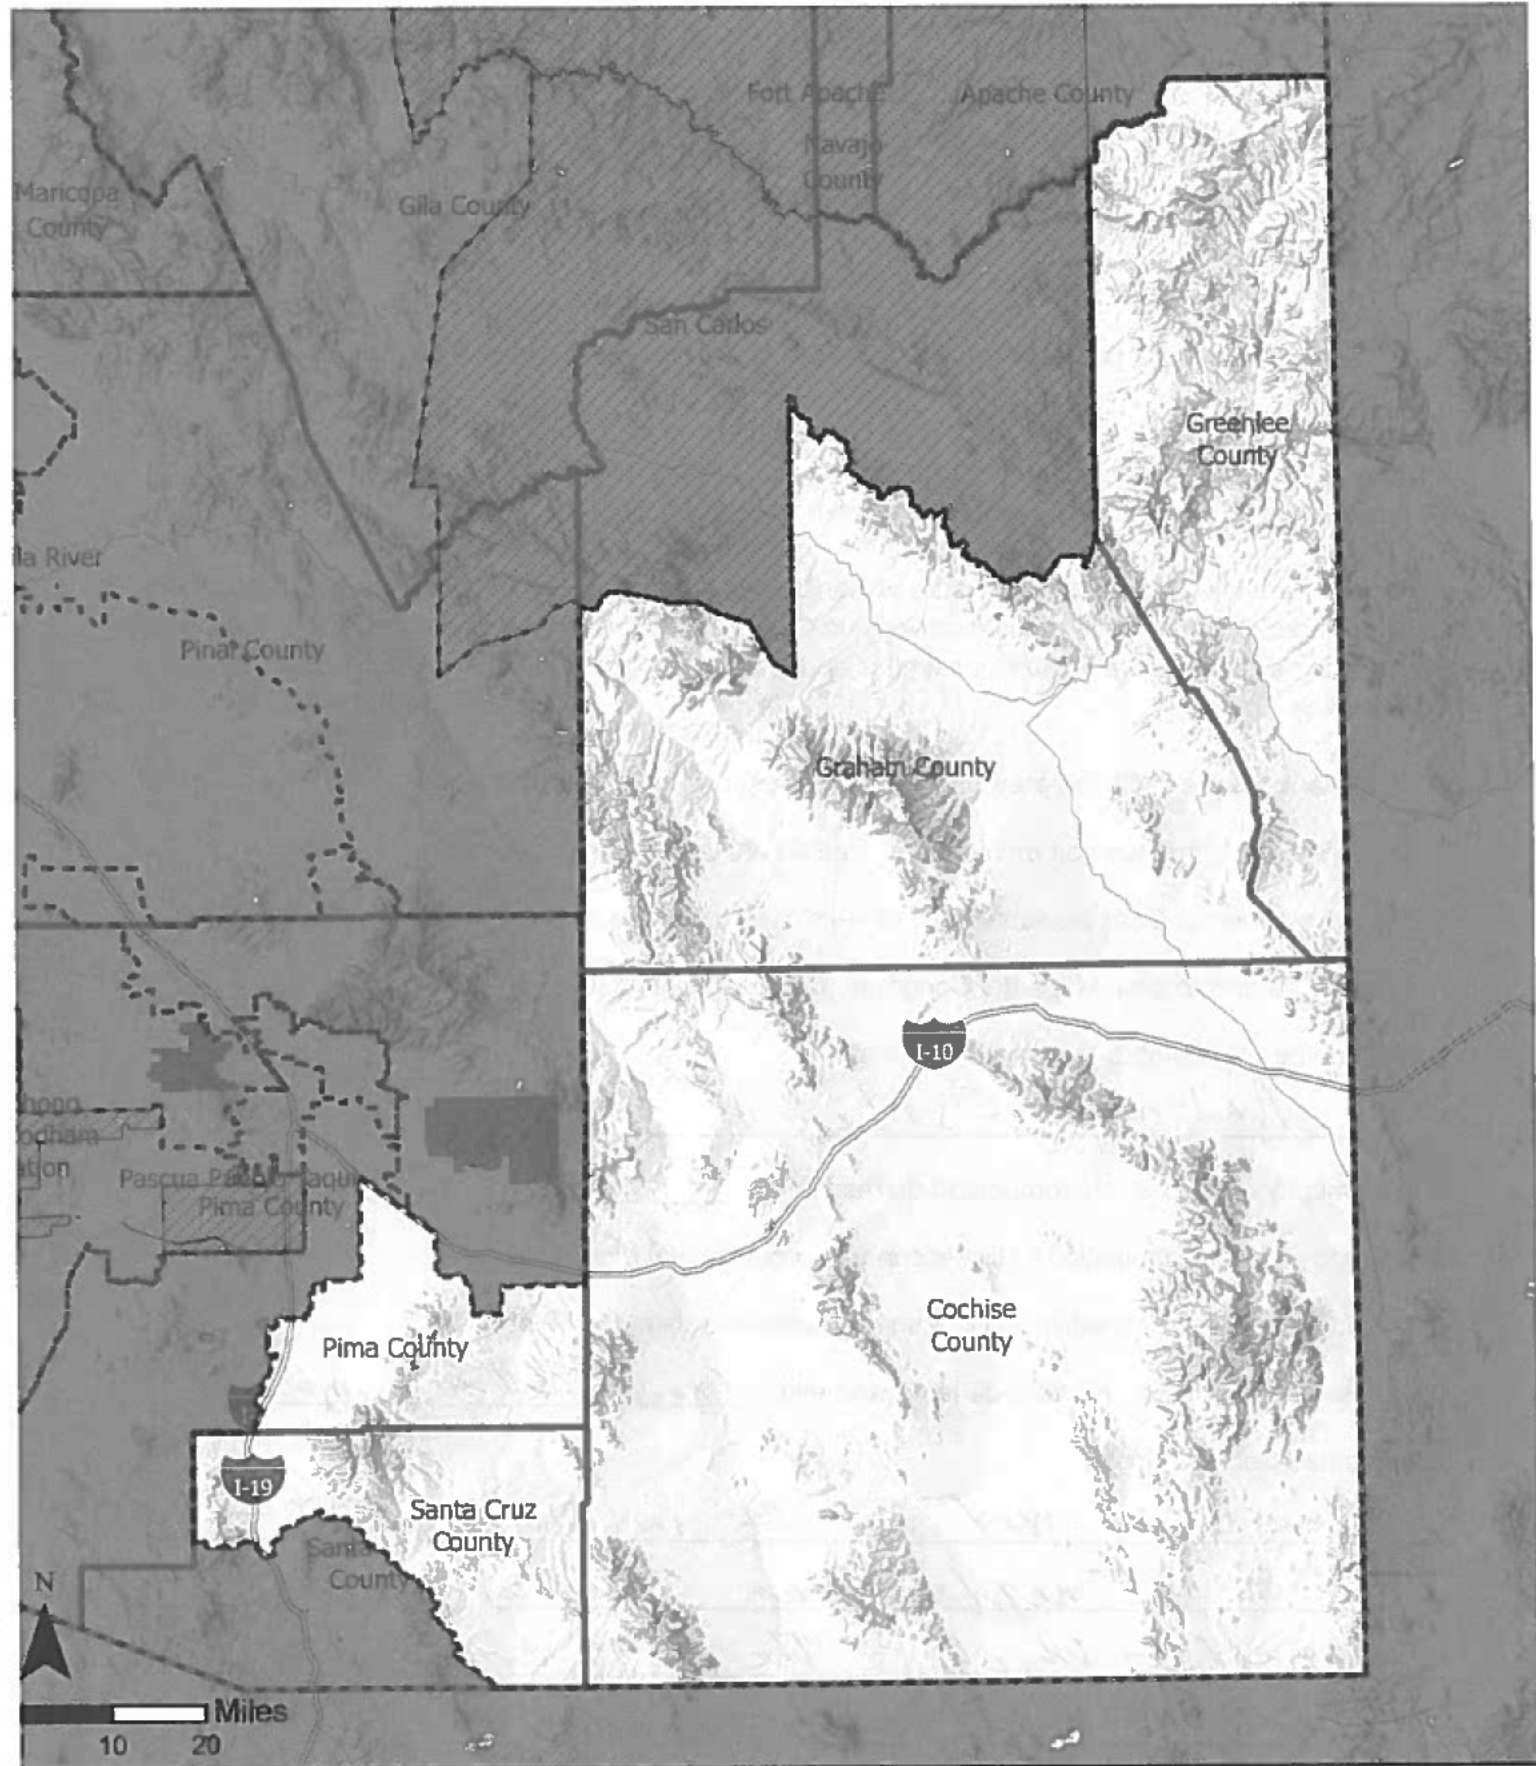 Fort Apache
Apache County
Navajo
County
Maricopa
County
Gila County
San Carlos
Greenlee
County
la River
Pinal County
Graham County
I-10
Pascua
Pima County
Cochise
County
Pima County
I-19
Santa Cruz
County
Santa
County
N
Miles
10 20